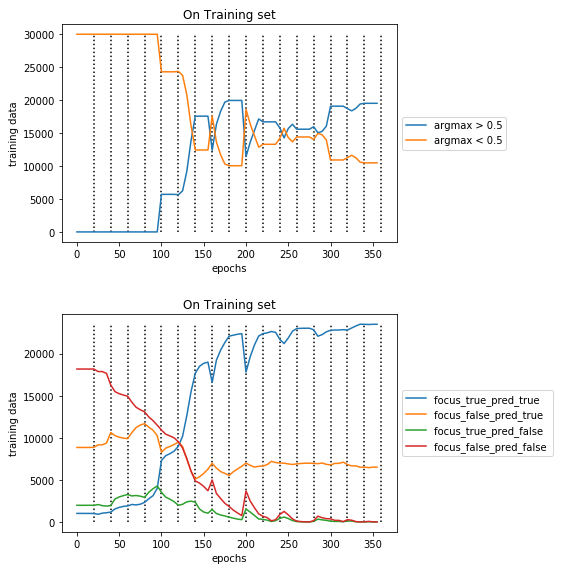 On Training set
30000
25000
20000
15000
10000
5000
0
training data
0 50 100 150 200 250 300 350
epochs
argmax > 0.5
argmax < 0.5
On Training set
20000
15000
10000
5000
0
training data
0 50 100 150 200 250 300 350
epochs
focus_true_pred_true
focus_false_pred_true
focus_true_pred_false
focus_false_pred_false